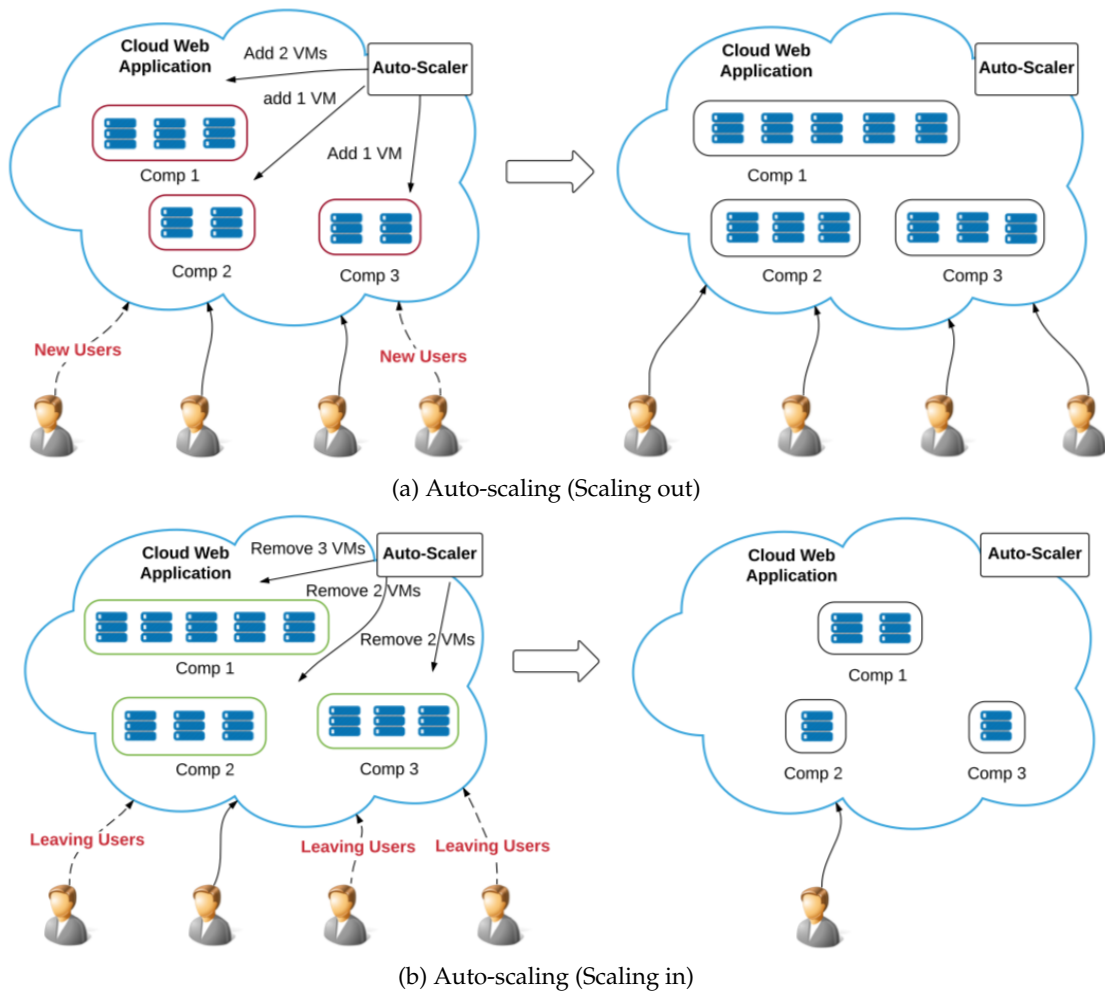 Cloud Web
Application
Add 2 VMs
Auto-Scaler
add 1 VM
Add 1 VM
Comp 1
Comp 2
Comp 3
New Users
New Users
Cloud Web
Application
Auto-Scaler
Comp 1
Comp 2
Comp 3
(a) Auto-scaling (Scaling out)
Cloud Web
Application
Remove 3 VMs
Auto-Scaler
Remove 2 VMs
Remove 2 VMs
Comp 1
Comp 2
Comp 3
Leaving Users
Leaving Users
Leaving Users
Cloud Web
Application
Auto-Scaler
Comp 1
Comp 2
Comp 3
(b) Auto-scaling (Scaling in)